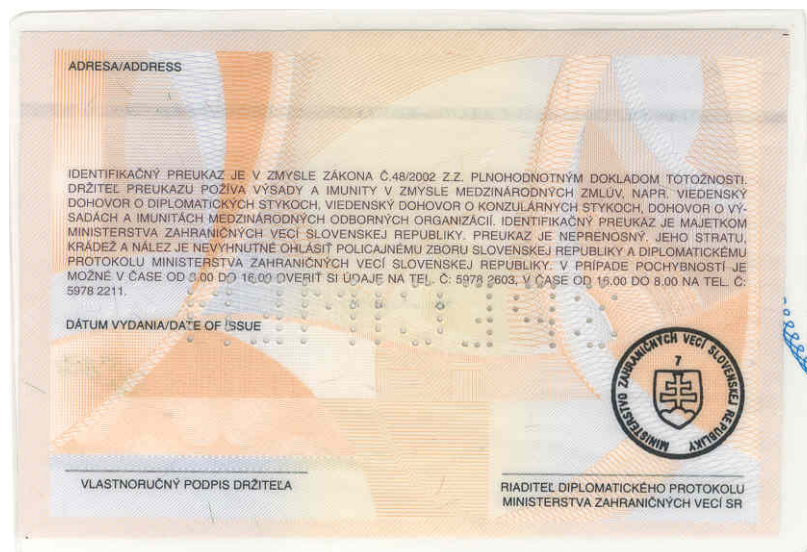 ADRESA/ADDRESS
IDENTIFIKAČNÝ PREUKAZ JE V ZMYSLE ZÁKONA Č.48/2002 Z.Z. PLNOHODNOTNÝM DOKLADOM TOTOŽNOSTI.
DRŽITEĽ PREUKAZU POŽÍVA VÝSADY A IMUNITY V ZMYSLE MEDZINÁRODNÝCH ZMLÚV, NAPR. VIEDENSKÝ
DOHOVOR O DIPLOMATICKÝCH STYKOCH, VIEDENSKÝ DOHOVOR O KONZULÁRNYCH STYKOCH, DOHOVOR O VÝ-
SADÁCH A IMUNITÁCH MEDZINÁRODNÝCH ODBORNÝCH ORGANIZÁCIÍ. IDENTIFIKAČNÝ PREUKAZ JE MAJETKOM
MINISTERSTVA ZAHRANIČNÝCH VECÍ SLOVENSKEJ REPUBLIKY. PREUKAZ JE NEPRENOSNÝ. JEHO STRATU,
KRÁDEŽ A NÁLEZ JE NEVYHNUTNÉ OHLÁSIŤ POLICAJNÉMU ZBORU SLOVENSKEJ REPUBLIKY A DIPLOMATICKÉMU
PROTOKOLU MINISTERSTVA ZAHRANIČNÝCH VECÍ SLOVENSKEJ REPUBLIKY. V PRÍPADE POCHYBNOSTÍ JE
MOŽNÉ V ČASE OD 8.00 DO 16.00 OVERIŤ SI ÚDAJE NA TEL. Č: 5978 2603, V ČASE OD 16.00 DO 8.00 NA TEL. Č:
5978 2211.
DÁTUM VYDANIA/DATE OF ISSUE
MINISTERSTVO ZAHRANIČNÝCH VECÍ SLOVENSKEJ REPUBLIKY
7
VLASTNORUČNÝ PODPIS DRŽITEĽA
RIADITEĽ DIPLOMATICKÉHO PROTOKOLU
MINISTERSTVA ZAHRANIČNÝCH VECÍ SR